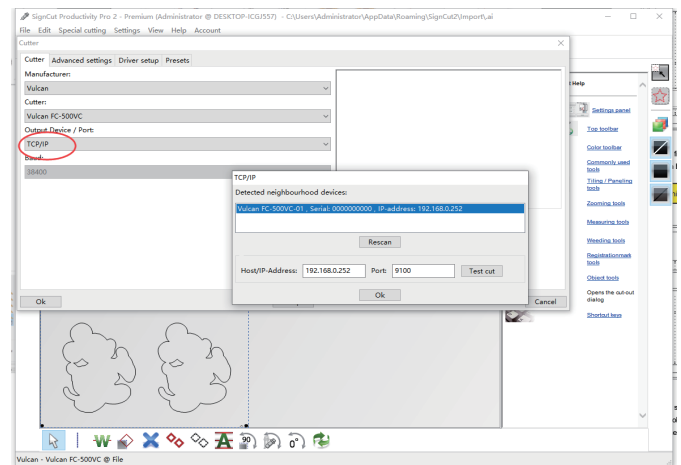 SignCut Productivity Pro 2 - Premium (Administrator @ DESKTOP-ICGJ557) - C:\Users\Administrator\AppData\Roaming\SignCut2\Import\.ai
File Edit Special cutting Settings View Help Account
Cutter
Cutter Advanced settings Driver setup Presets
Manufacturer:
Vulcan
Cutter:
Vulcan FC-500VC
Output Device / Port:
TCP/IP
Baud:
38400
TCP/IP
Detected neighbourhood devices:
Vulcan FC-500VC-01 , Serial: 0000000000 , IP-address: 192.168.0.252
Rescan
Host/IP-Address: 192.168.0.252 Port: 9100 Test cut
Ok
Ok
Cancel
Help
Settings panel
Top toolbar
Color toolbar
Commonly used
tools
Tiling / Paneling
tools
Zooming tools
Measuring tools
Weeding tools
Registrationmark
tools
Object tools
Opens the cut-out
dialog
Shortcut keys
W
A
90
0°
Vulcan - Vulcan FC-500VC @ File